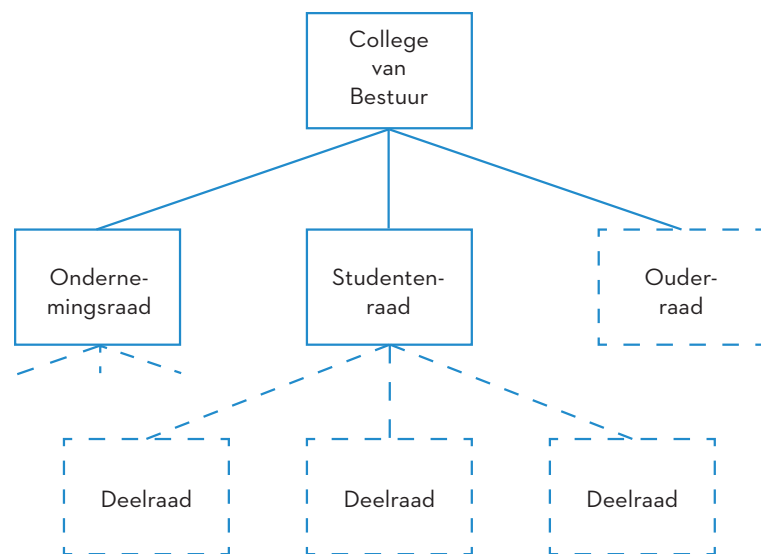 College
van
Bestuur
Onderne-
mingsraad
Studenten-
raad
Ouder-
raad
Deelraad
Deelraad
Deelraad